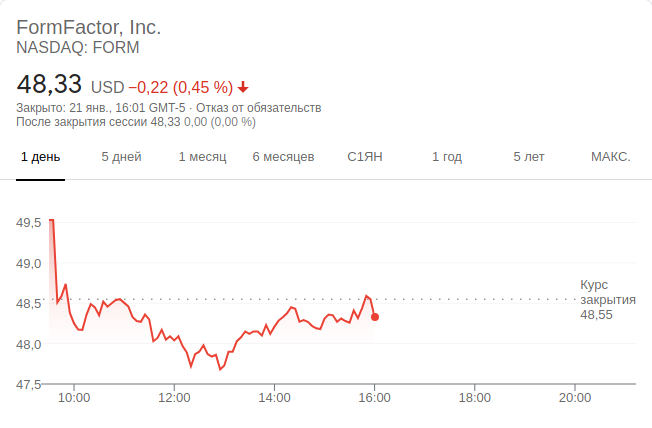 FormFactor, Inc.
NASDAQ: FORM
48,33 USD −0,22 (0,45 %)
Закрыто: 21 янв., 16:01 GMT-5 · Отказ от обязательств
После закрытия сессии 48,33 0,00 (0,00 %)
1 день 5 дней 1 месяц 6 месяцев С1ЯН 1 год 5 лет МАКС.
49,5
49,0
Курс
48,5 закрытия
48,55
48,0
47,5
10:00 12:00 14:00 16:00 18:00 20:00